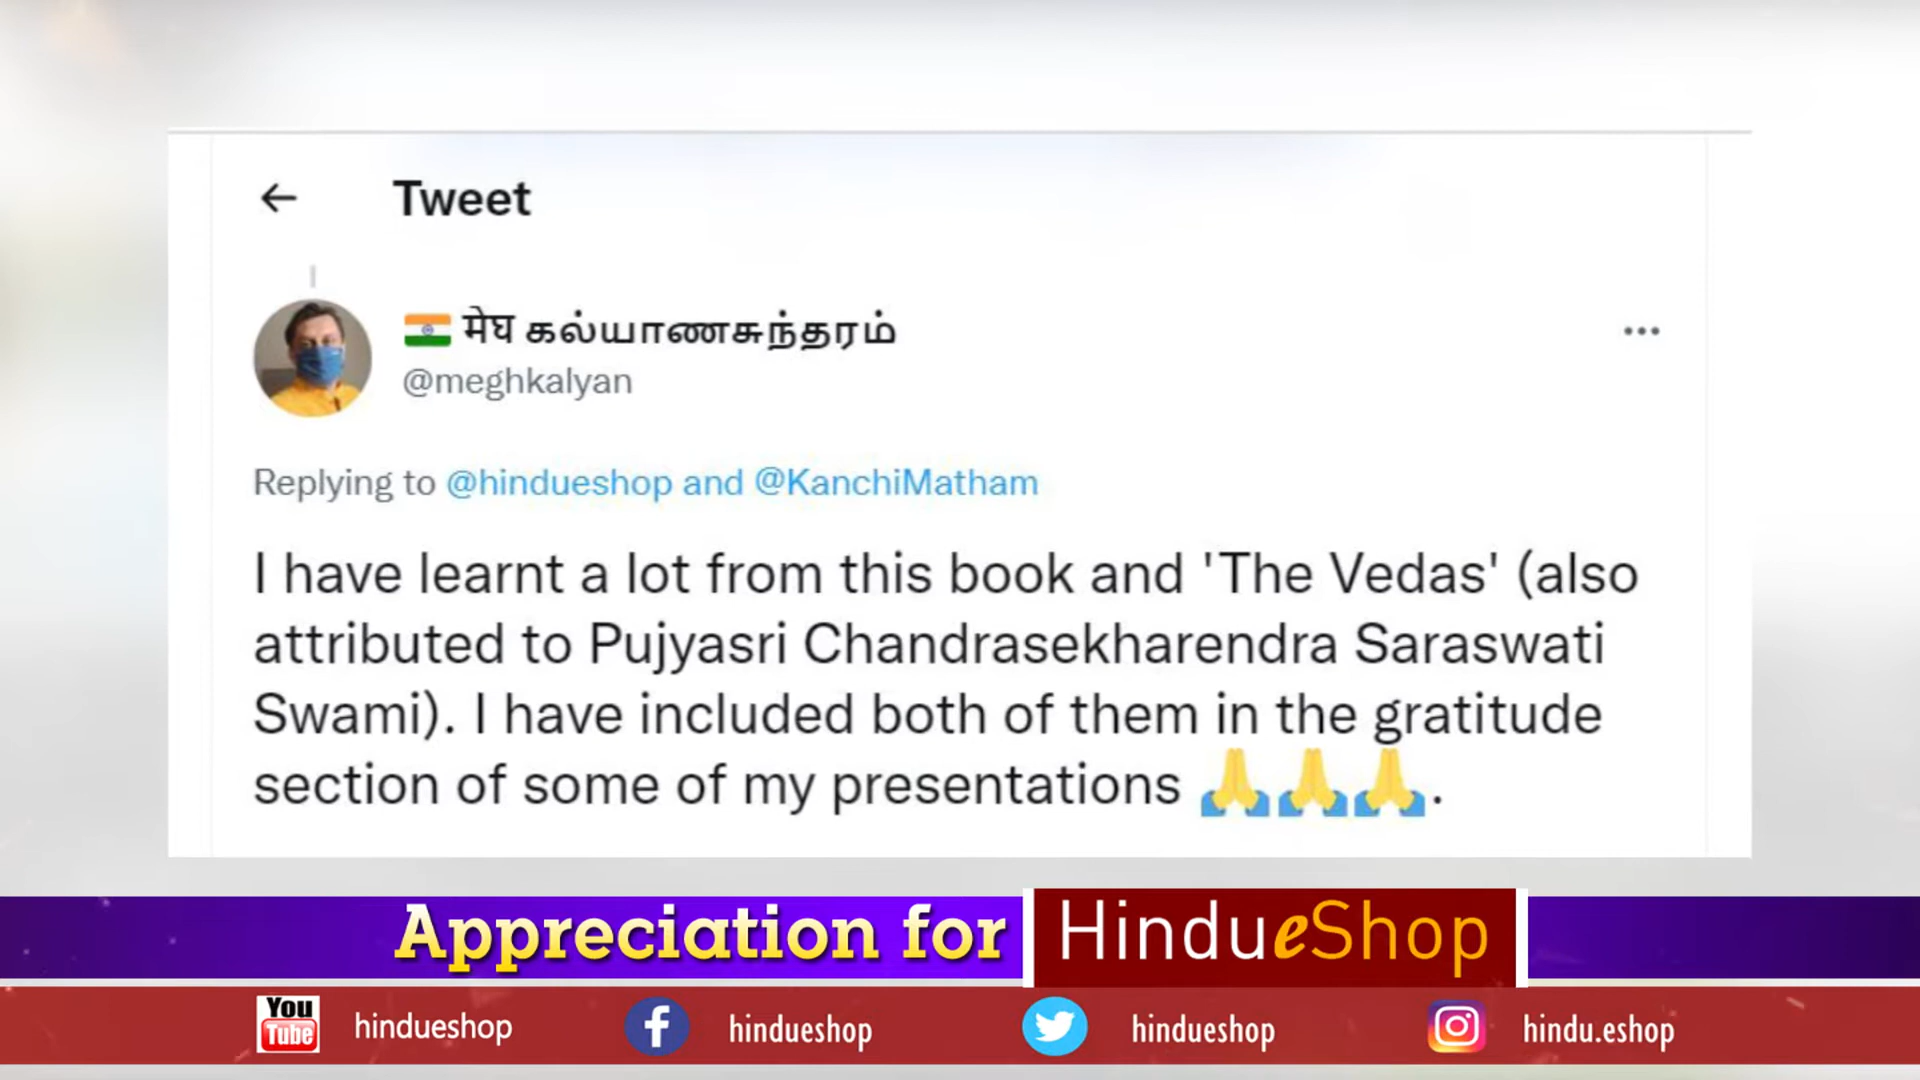 Tweet
मेघ கல்யாணசுந்தரம்
@meghkalyan
Replying to @hindueshop and @KanchiMatham
I have learnt a lot from this book and 'The Vedas' (also
attributed to Pujyasri Chandrasekharendra Saraswati
Swami). I have included both of them in the gratitude
section of some of my presentations 🙏🙏🙏.
Appreciation for HindueShop
You Tube hindueshop f hindueshop hindueshop hindu.eshop